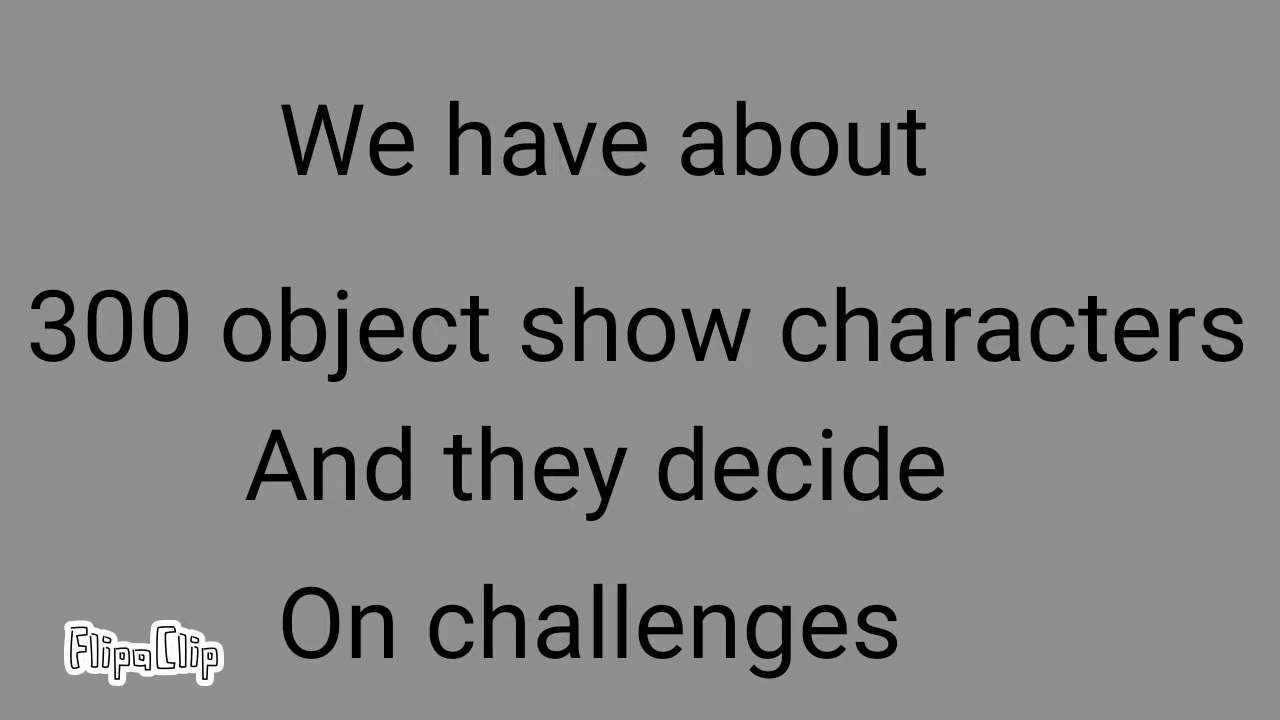 We have about
300 object show characters
And they decide
On challenges
FlipaClip